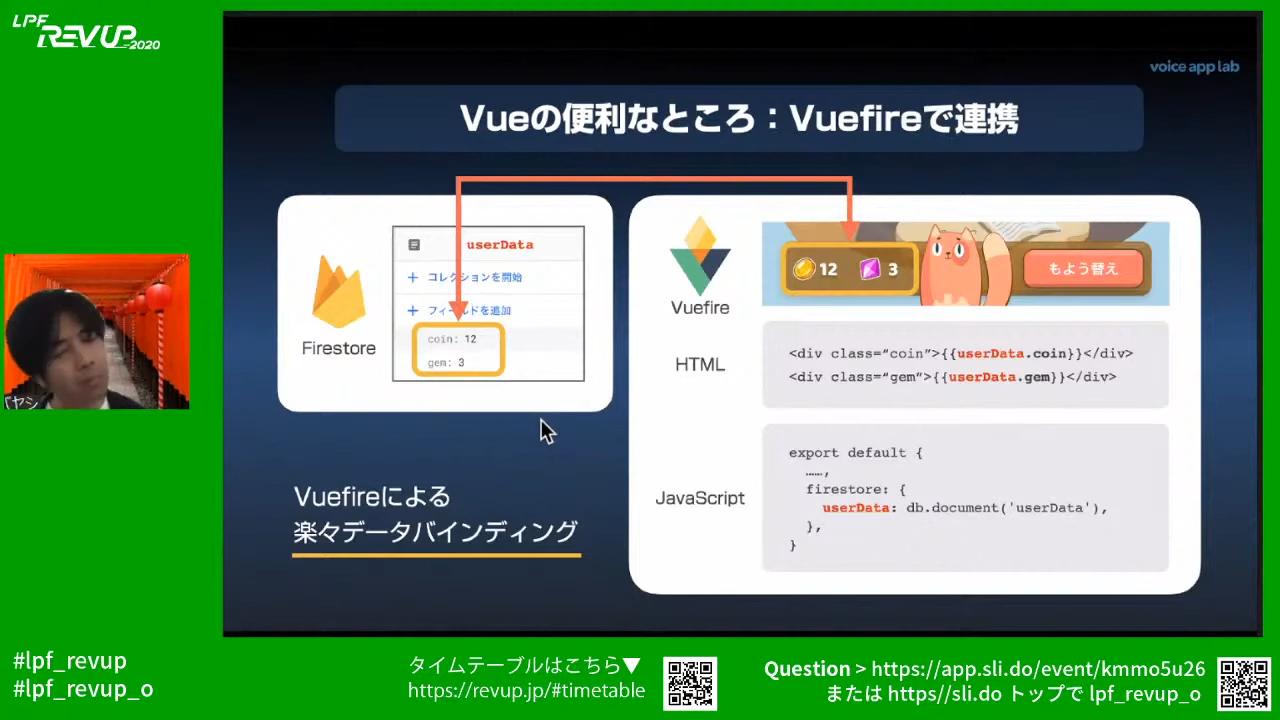 LPF
REVUP 2020
voice app lab
Vueの便利なところ：Vuefireで連携
userData
コレクションを開始
フィールドを追加
coin: 12
gem: 3
Firestore
Vuefireによる
楽々データバインディング
Vuefire
12
3
もよう替え
HTML
<div class=“coin”>{{userData.coin}}</div>
<div class=“gem”>{{userData.gem}}</div>
JavaScript
export default {
……,
firestore: {
userData: db.document('userData'),
},
}
バヤシ
#lpf_revup
#lpf_revup_o
タイムテーブルはこちら▼
https://revup.jp/#timetable
Question > https://app.sli.do/event/kmmo5u26
または https//sli.do トップで lpf_revup_o